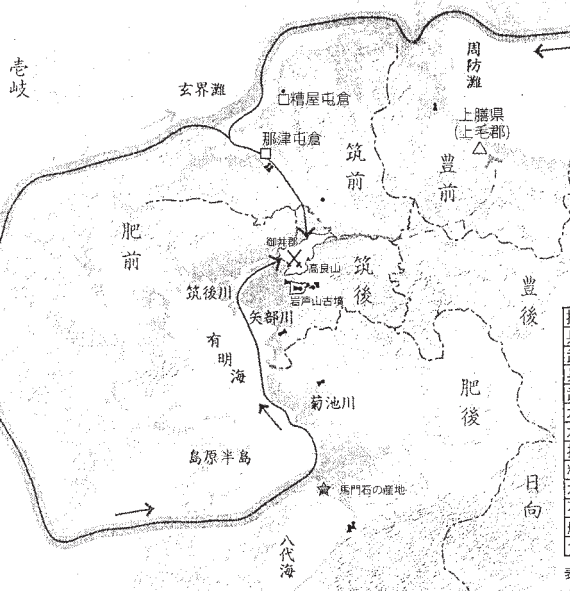 壱岐
玄界灘
周防灘
糟屋屯倉
那津屯倉
上膳県
(上毛郡)
筑前
豊前
肥前
御井郡
高良山
筑後
岩戸山古墳
筑後川
矢部川
豊後
有明海
菊池川
肥後
島原半島
馬門石の産地
日向
八代海